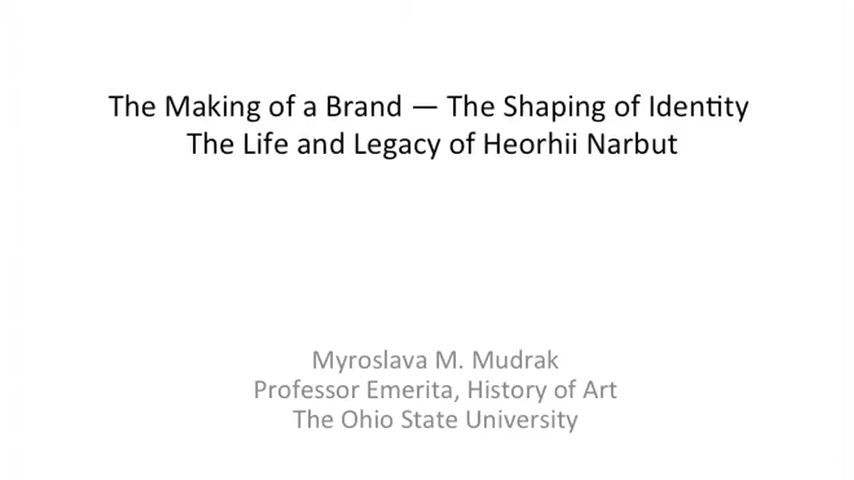 The Making of a Brand — The Shaping of Identity
The Life and Legacy of Heorhii Narbut
Myroslava M. Mudrak
Professor Emerita, History of Art
The Ohio State University